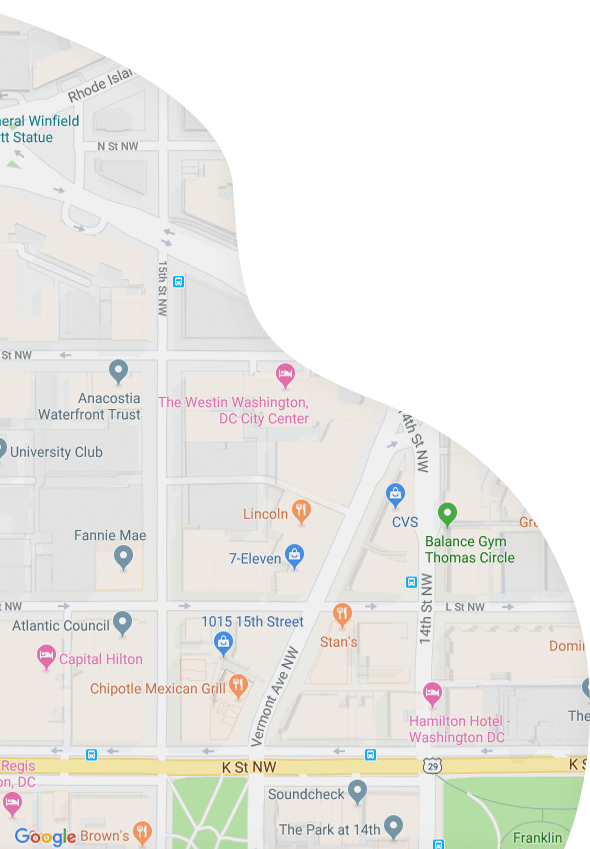 Rhode Islan
eral Winfield
tt Statue
N St NW
15th St NW
St NW
Anacostia
Waterfront Trust
The Westin Washington,
DC City Center
14th St NW
University Club
Lincoln
CVS
Gre
Balance Gym
Thomas Circle
Fannie Mae
7-Eleven
14th St NW
NW
L St NW
Atlantic Council
1015 15th Street
Stan's
Domin
Capital Hilton
Vermont Ave NW
Chipotle Mexican Grill
The
Hamilton Hotel -
Washington DC
Regis
on, DC
K St NW
29
K S
Soundcheck
The Park at 14th
Google
Brown's
Franklin